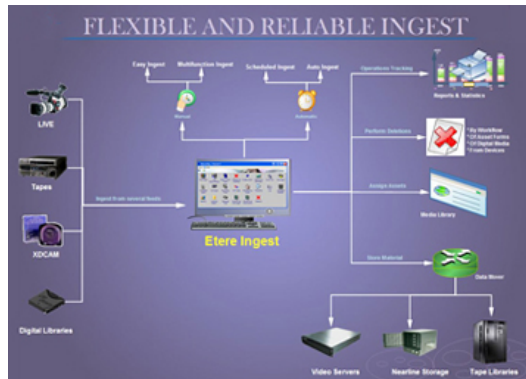 FLEXIBLE AND RELIABLE INGEST
Easy Ingest
Multifunction Ingest
Scheduled Ingest
Auto Ingest
Operations Tracking
Manual
Automatic
Reports & Statistics
LIVE
Perform Deletions
*By Workflow
*Of Asset Forms
*Of Digital Media
*From Devices
Tapes
Ingest from several feeds
Assign Assets
Media Library
Etere Ingest
XDCAM
Store Material
Data Mover
Digital Libraries
Video Servers
Nearline Storage
Tape Libraries